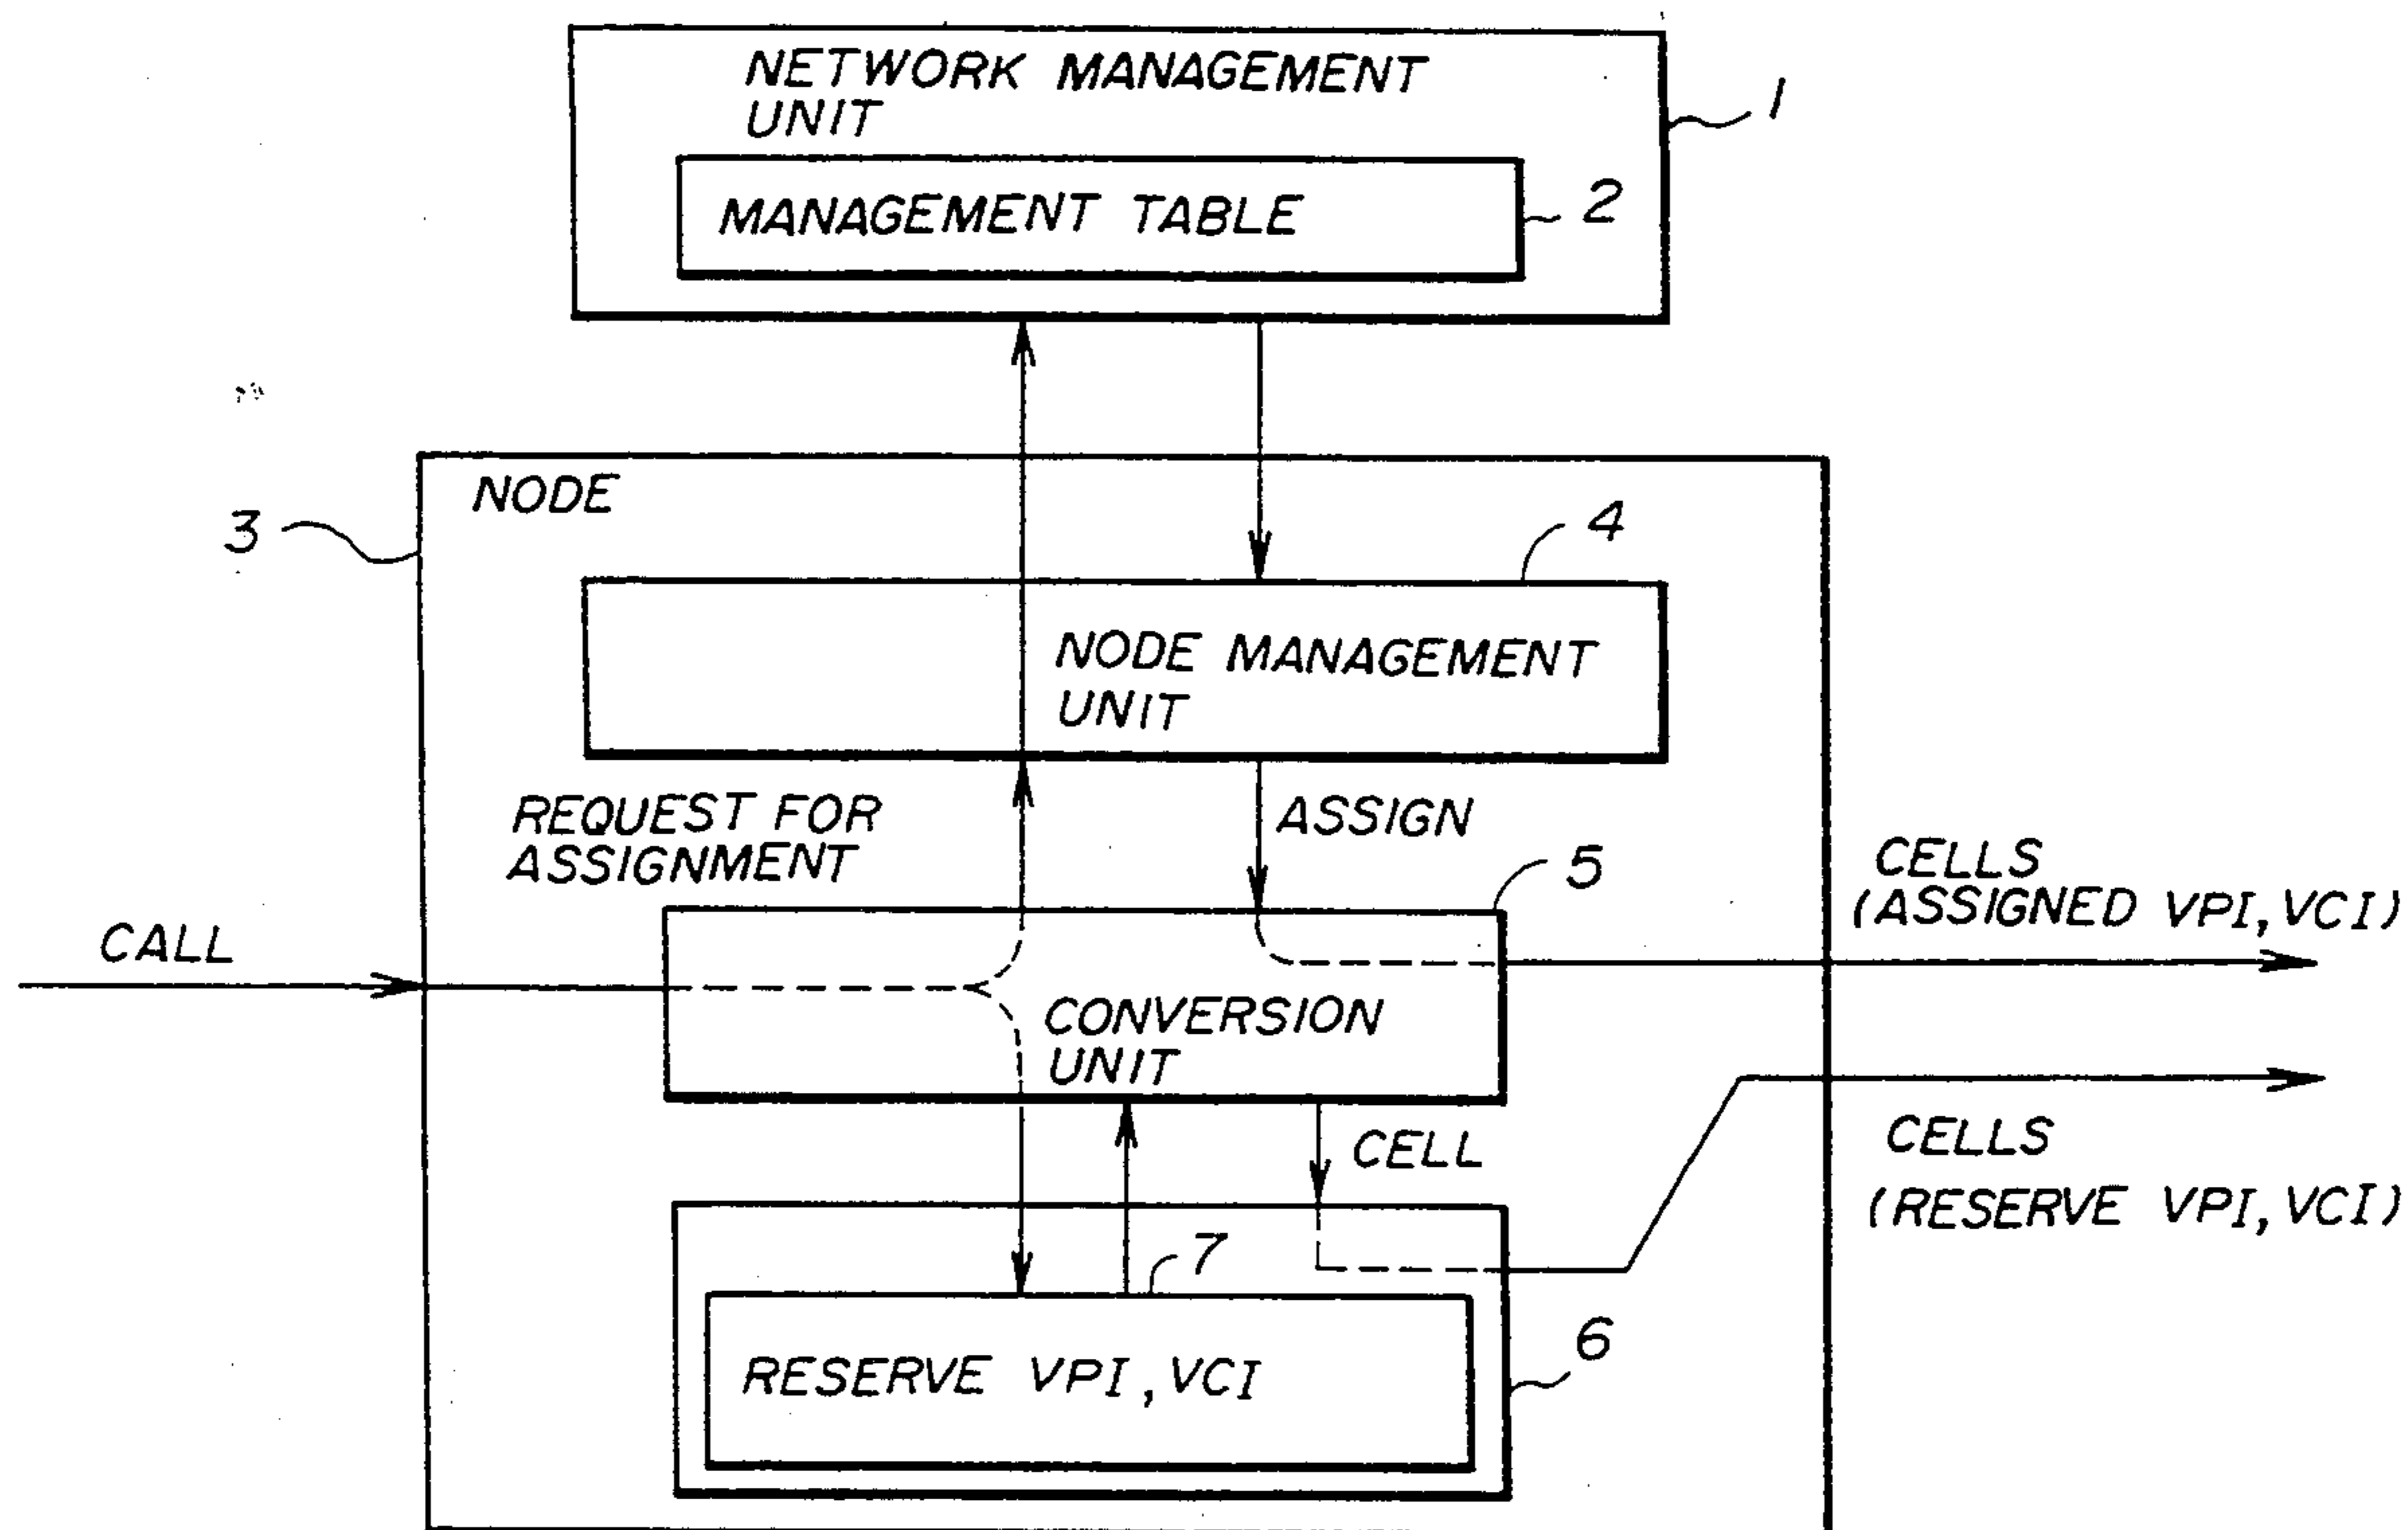 NETWORK MANAGEMENT
UNIT
1
MANAGEMENT TABLE
2
NODE
3
4
NODE MANAGEMENT
UNIT
REQUEST FOR
ASSIGNMENT
ASSIGN
5
CELLS
(ASSIGNED VPI, VCI)
CALL
CONVERSION
UNIT
CELL
CELLS
(RESERVE VPI, VCI)
7
6
RESERVE VPI, VCI